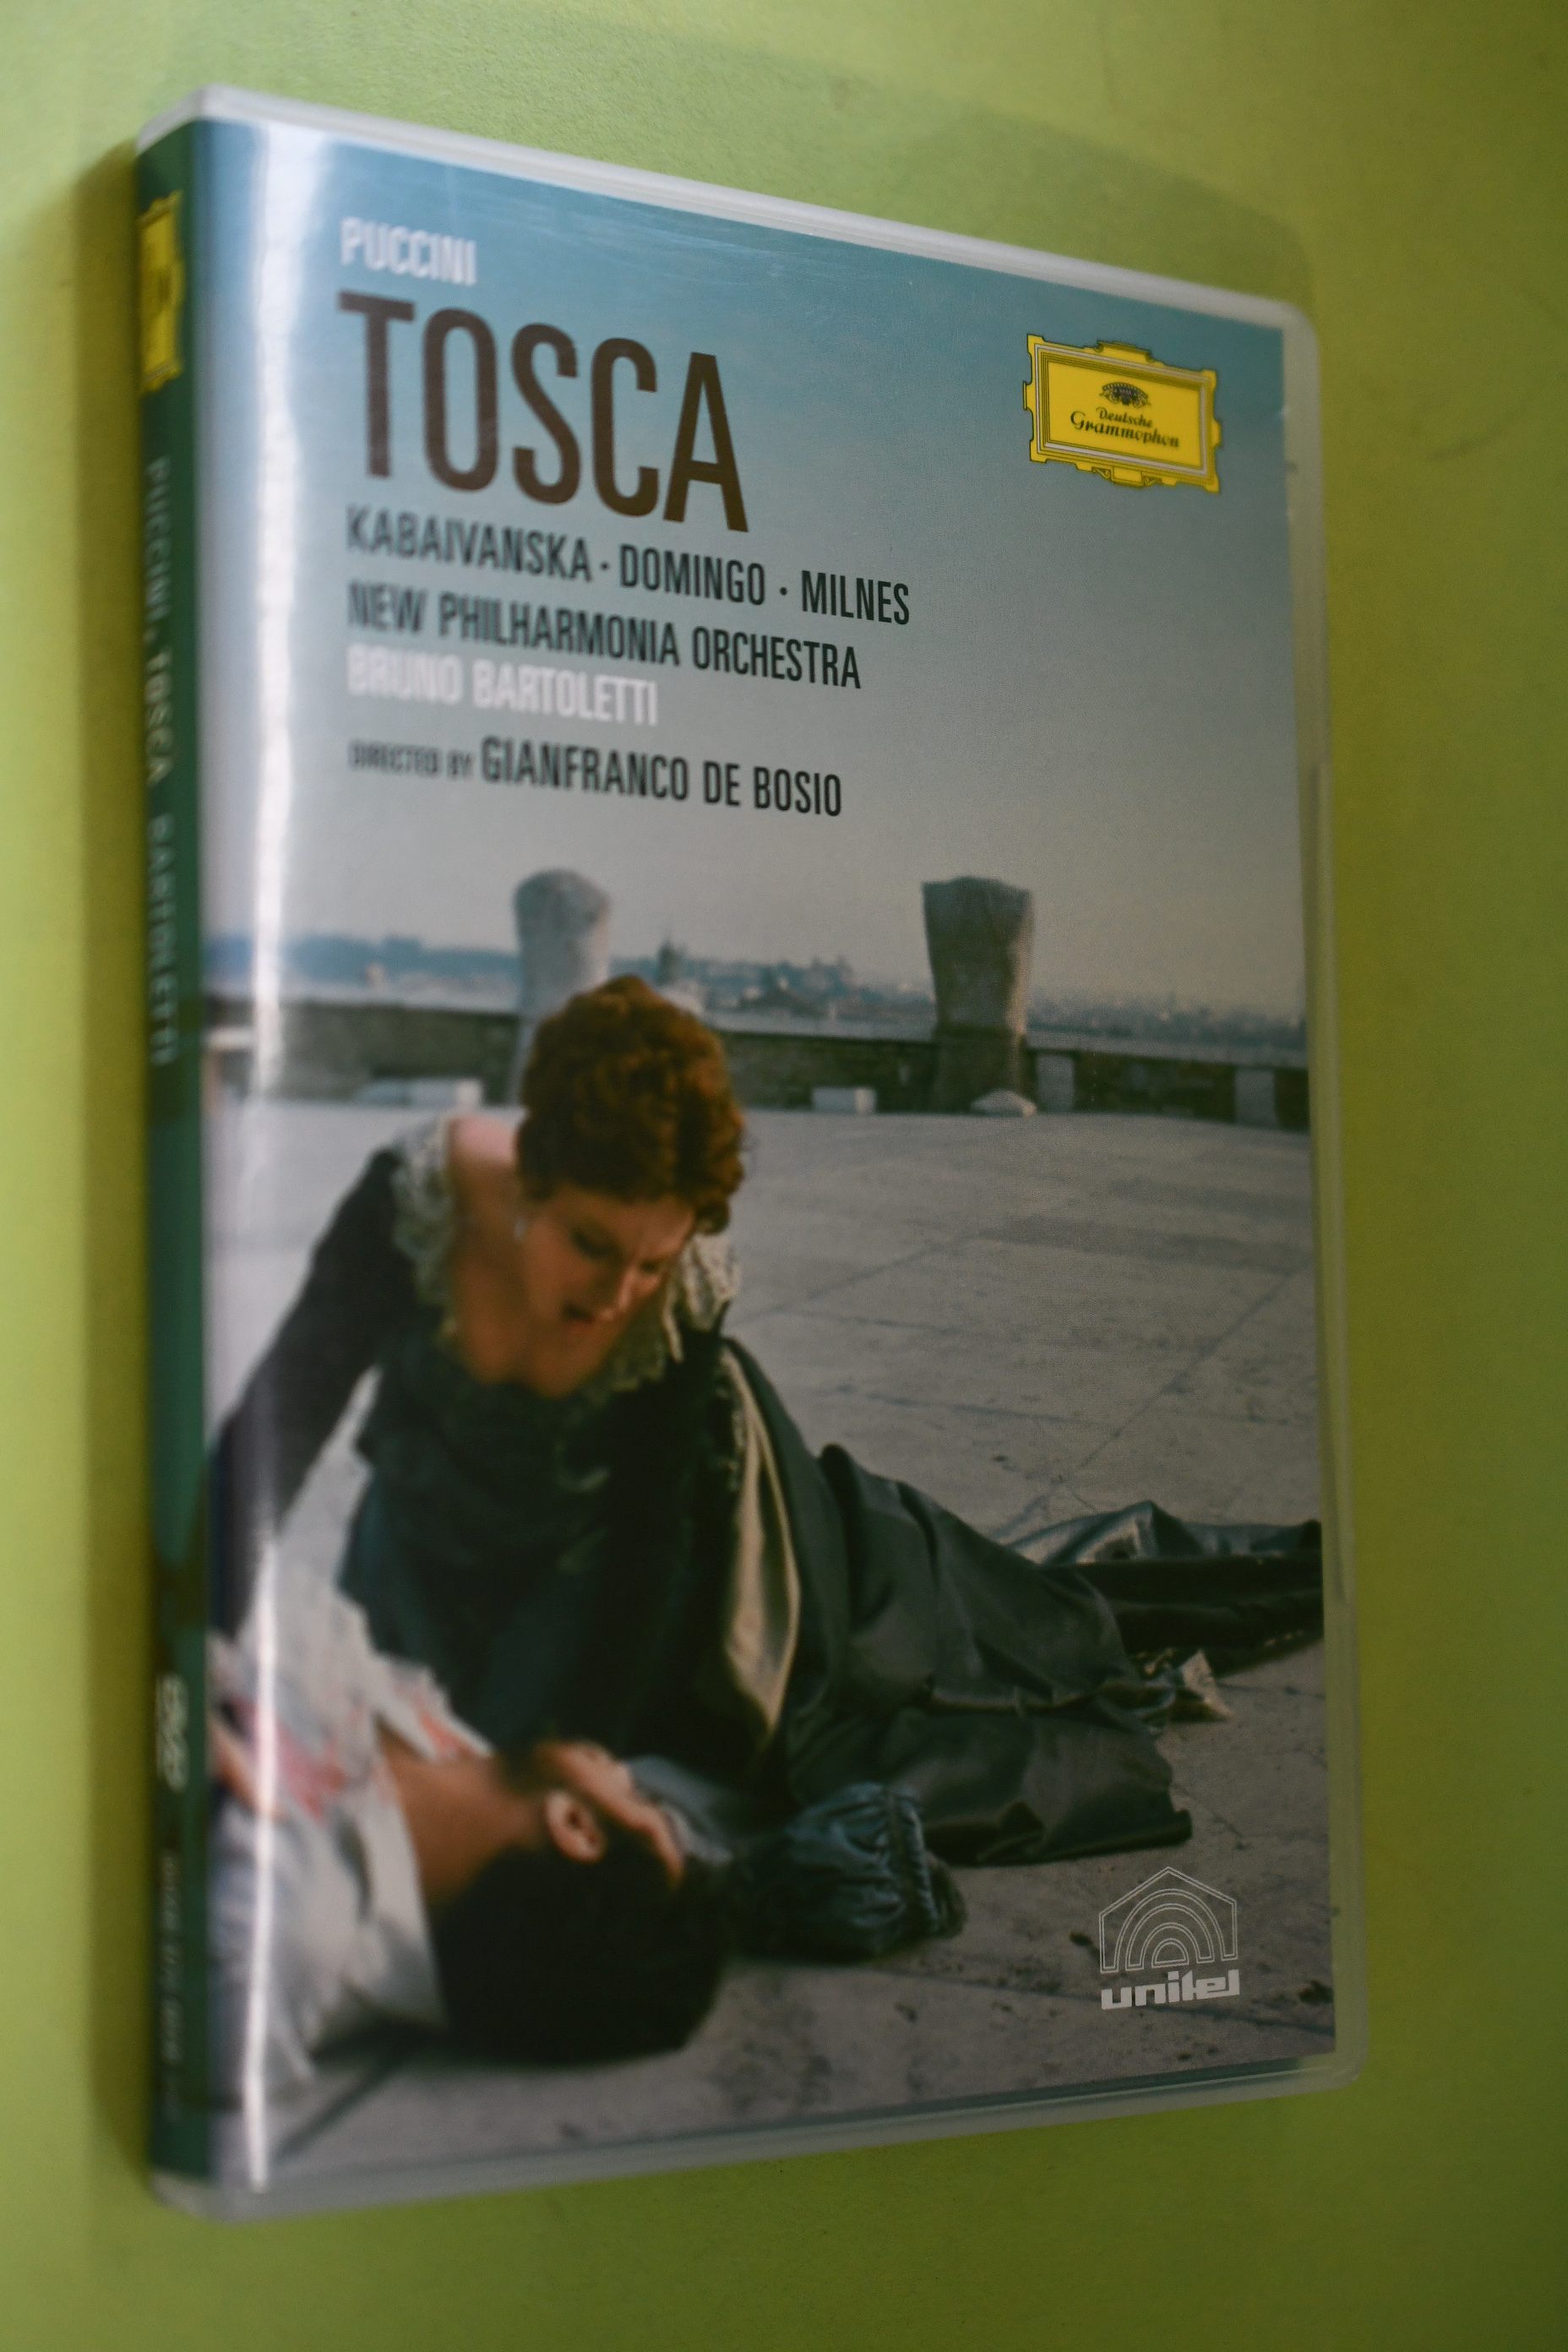 PUCCINI
TOSCA
KABAIVANSKA · DOMINGO · MILNES
NEW PHILHARMONIA ORCHESTRA
BRUNO BARTOLETTI
DIRECTED BY GIANFRANCO DE BOSIO
Deutsche
Grammophon
unitel
PUCCINI · TOSCA BARTOLETTI
DVD